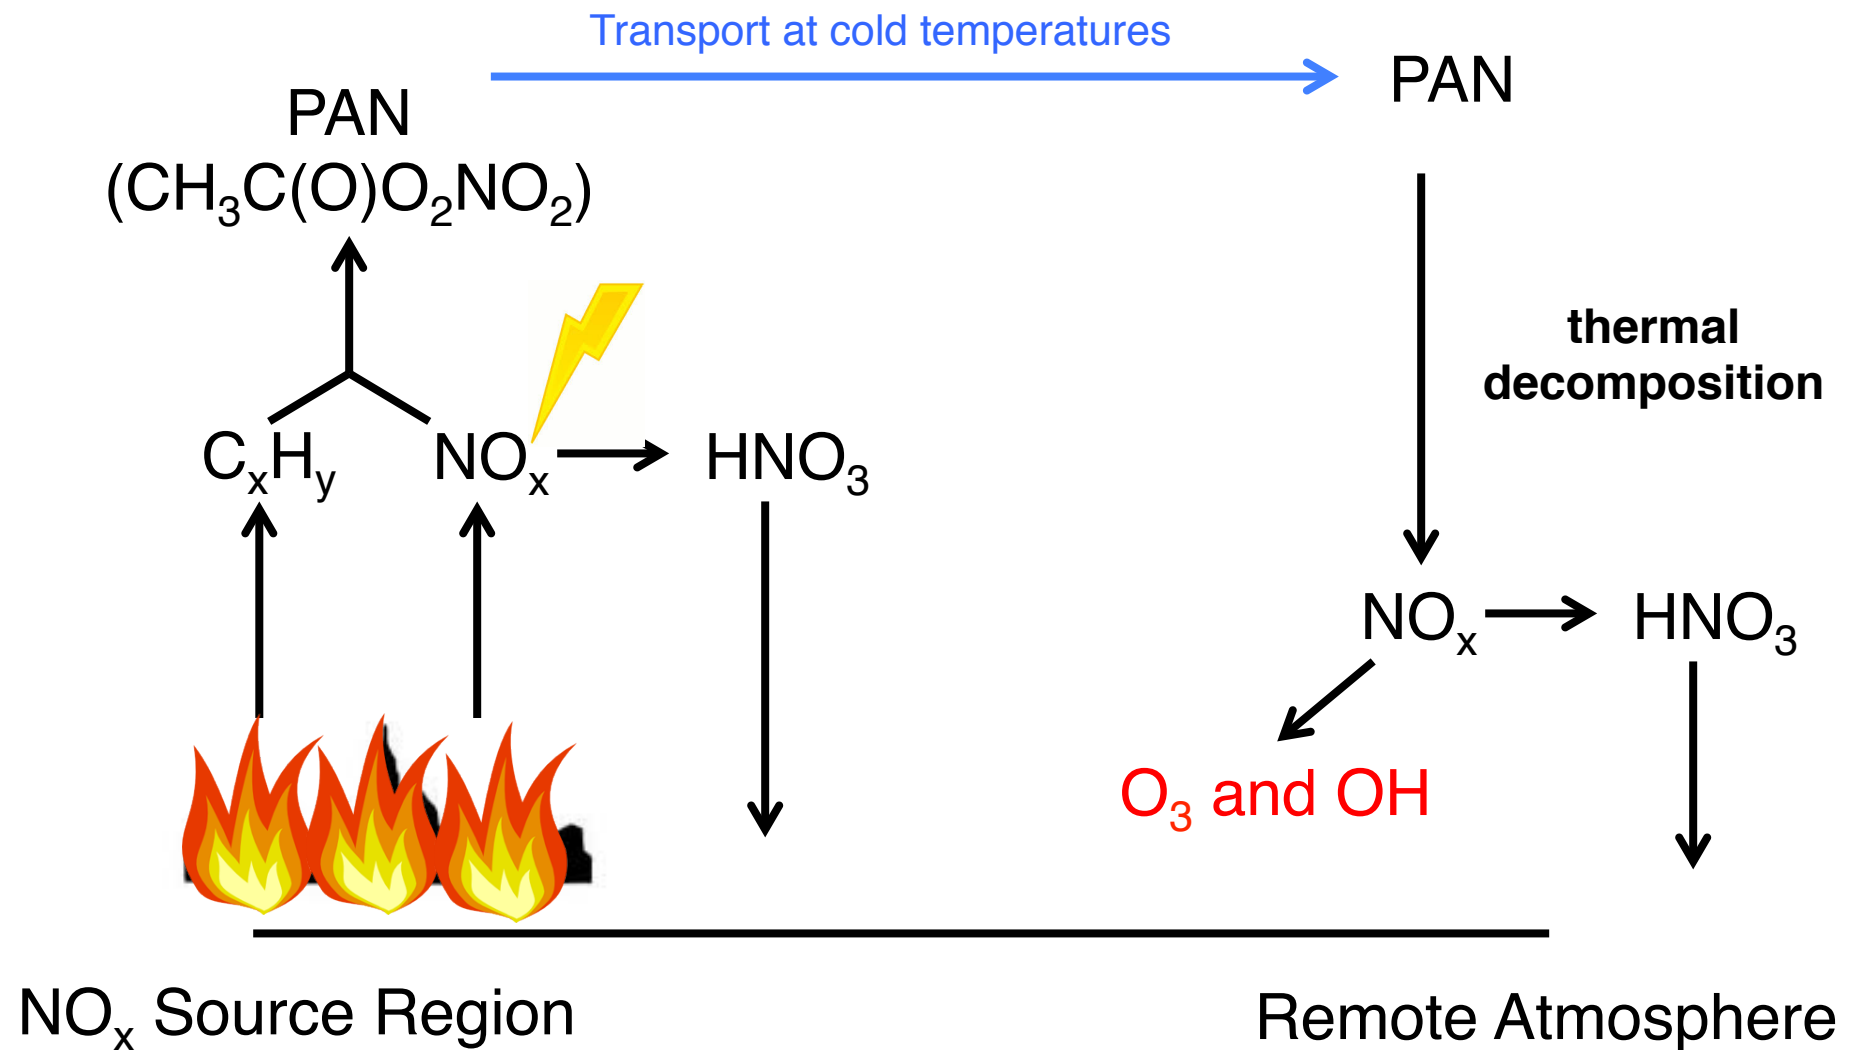 Transport at cold temperatures
PAN
(CH₃C(O)O₂NO₂)
PAN
thermal
decomposition
CₓHᵧ
NOₓ
HNO₃
NOₓ
HNO₃
O₃ and OH
NOₓ Source Region
Remote Atmosphere